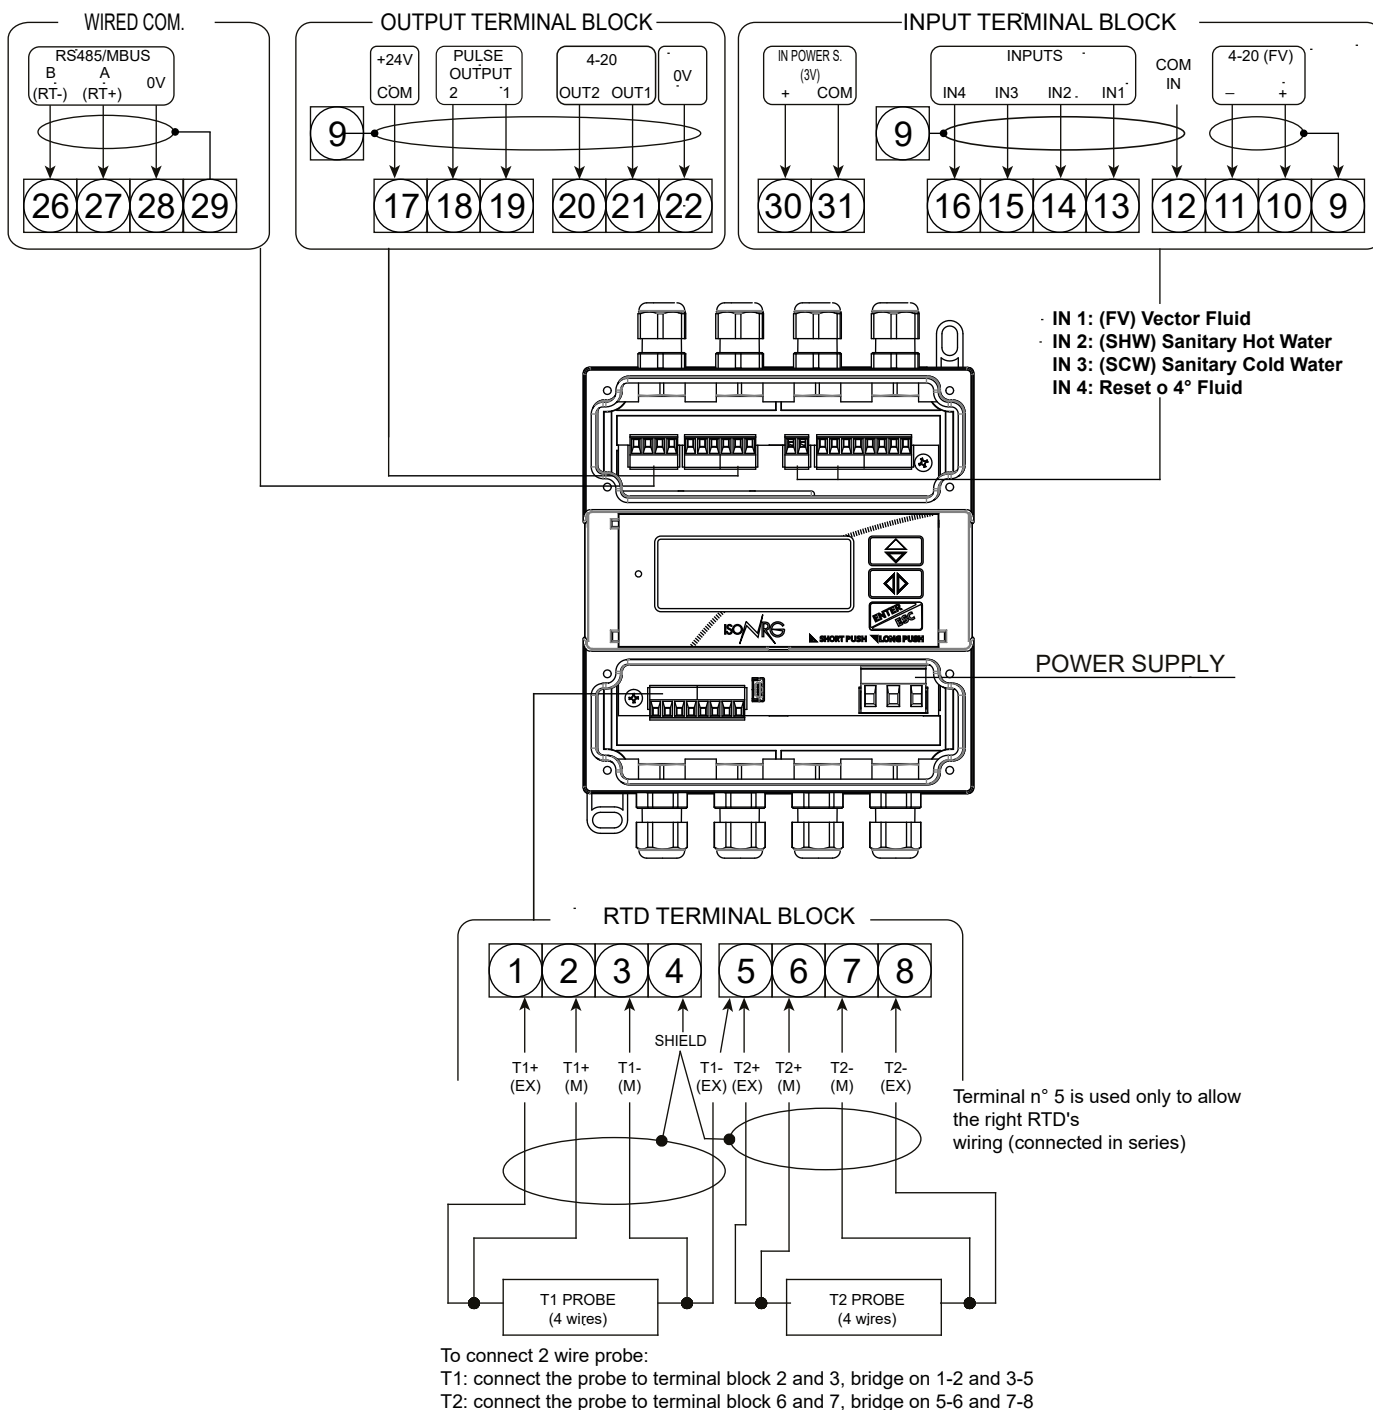 WIRED COM.
RS485/MBUS
B A 0V
(RT-) (RT+)
26 27 28 29
OUTPUT TERMINAL BLOCK
+24V
COM
PULSE
OUTPUT
2 1
4-20
OUT2 OUT1
0V
9
17 18 19 20 21 22
INPUT TERMINAL BLOCK
IN POWER S.
(3V)
+ COM
INPUTS
IN4 IN3 IN2 IN1
COM
IN
4-20 (FV)
– +
9
30 31 16 15 14 13 12 11 10 9
IN 1: (FV) Vector Fluid
IN 2: (SHW) Sanitary Hot Water
IN 3: (SCW) Sanitary Cold Water
IN 4: Reset o 4° Fluid
ENTER
ESC
ISONRG
SHORT PUSH LONG PUSH
POWER SUPPLY
RTD TERMINAL BLOCK
1 2 3 4 5 6 7 8
SHIELD
T1+ T1+ T1- T1- T2+ T2+ T2- T2-
(EX) (M) (M) (EX) (EX) (M) (M) (EX)
Terminal n° 5 is used only to allow
the right RTD's
wiring (connected in series)
T1 PROBE
(4 wires)
T2 PROBE
(4 wires)
To connect 2 wire probe:
T1: connect the probe to terminal block 2 and 3, bridge on 1-2 and 3-5
T2: connect the probe to terminal block 6 and 7, bridge on 5-6 and 7-8